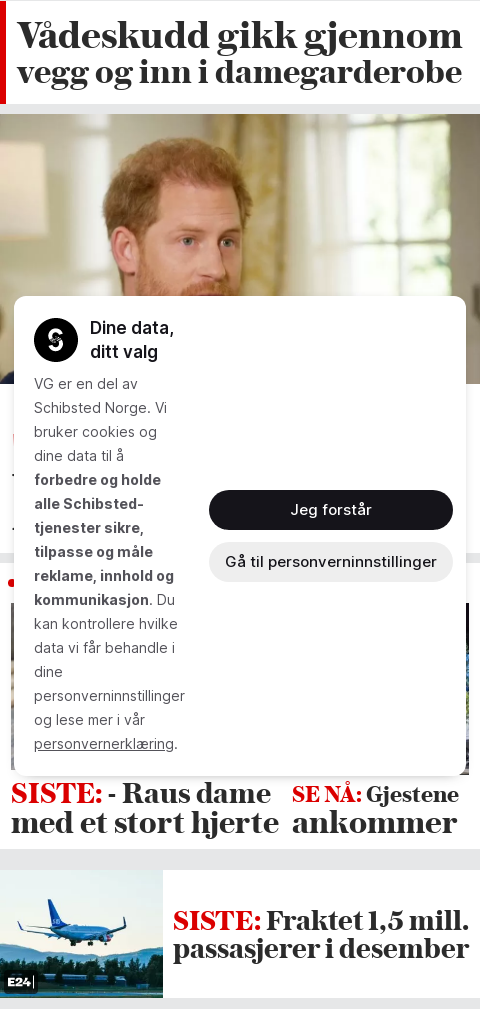 Vådeskudd gikk gjennom
vegg og inn i damegarderobe
Dine data,
ditt valg
VG er en del av
Schibsted Norge. Vi
bruker cookies og
dine data til å
forbedre og holde
alle Schibsted-
tjenester sikre,
tilpasse og måle
reklame, innhold og
kommunikasjon. Du
kan kontrollere hvilke
data vi får behandle i
dine
personverninnstillinger
og lese mer i vår
personvernerklæring.
Jeg forstår
Gå til personverninnstillinger
SISTE: - Raus dame
med et stort hjerte
SE NÅ: Gjestene
ankommer
SISTE: Fraktet 1,5 mill.
passasjerer i desember
E24